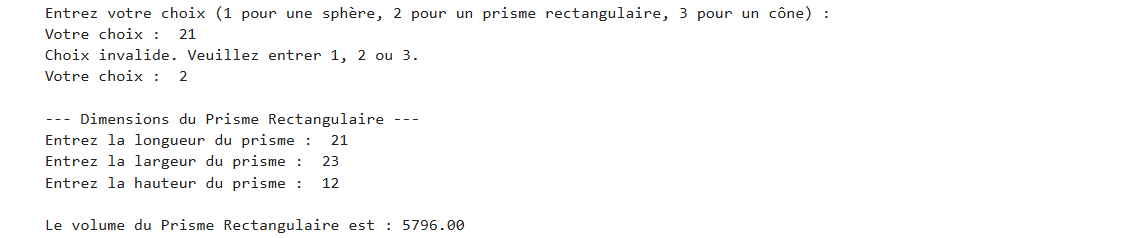 Entrez votre choix (1 pour une sphère, 2 pour un prisme rectangulaire, 3 pour un cône) :
Votre choix :  21
Choix invalide. Veuillez entrer 1, 2 ou 3.
Votre choix :  2
--- Dimensions du Prisme Rectangulaire ---
Entrez la longueur du prisme :  21
Entrez la largeur du prisme :  23
Entrez la hauteur du prisme :  12
Le volume du Prisme Rectangulaire est : 5796.00